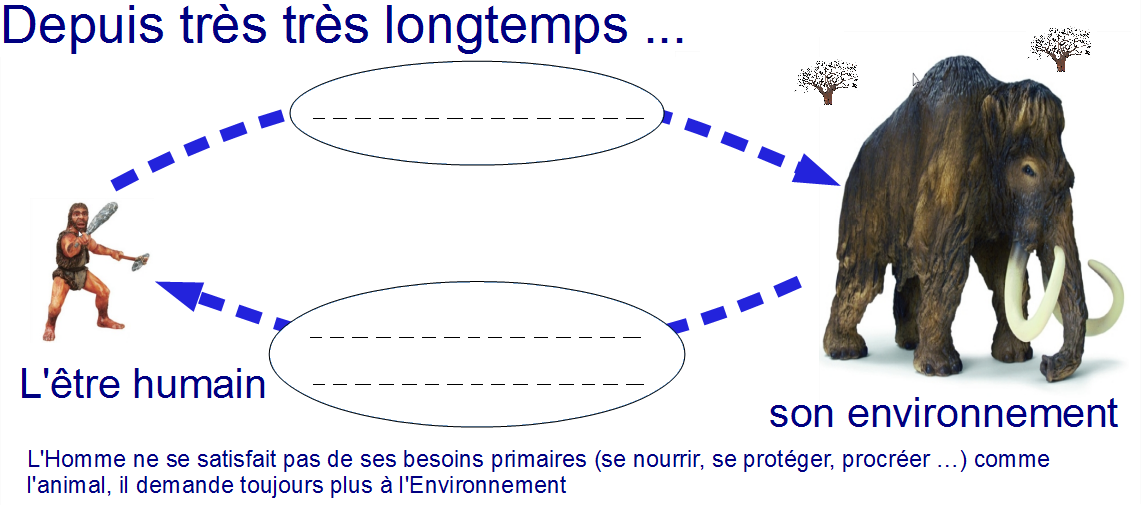 Depuis très très longtemps ...
L'être humain
son environnement
L'Homme ne se satisfait pas de ses besoins primaires (se nourrir, se protéger, procréer …) comme
l'animal, il demande toujours plus à l'Environnement